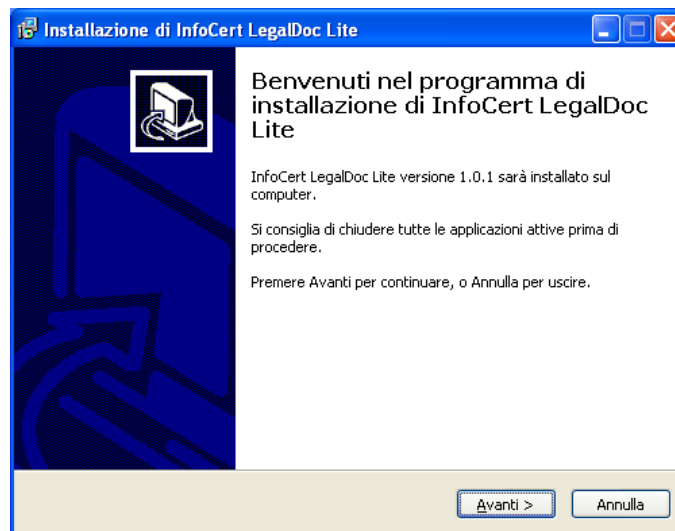 Installazione di InfoCert LegalDoc Lite
Benvenuti nel programma di
installazione di InfoCert LegalDoc
Lite
InfoCert LegalDoc Lite versione 1.0.1 sarà installato sul
computer.
Si consiglia di chiudere tutte le applicazioni attive prima di
procedere.
Premere Avanti per continuare, o Annulla per uscire.
Avanti >
Annulla